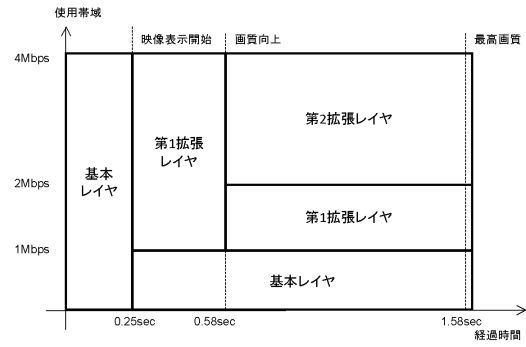 使用帯域
映像表示開始
画質向上
最高画質
4Mbps
第2拡張レイヤ
第1拡張
レイヤ
基本
レイヤ
2Mbps
第1拡張レイヤ
1Mbps
基本レイヤ
0.25sec
0.58sec
1.58sec
経過時間